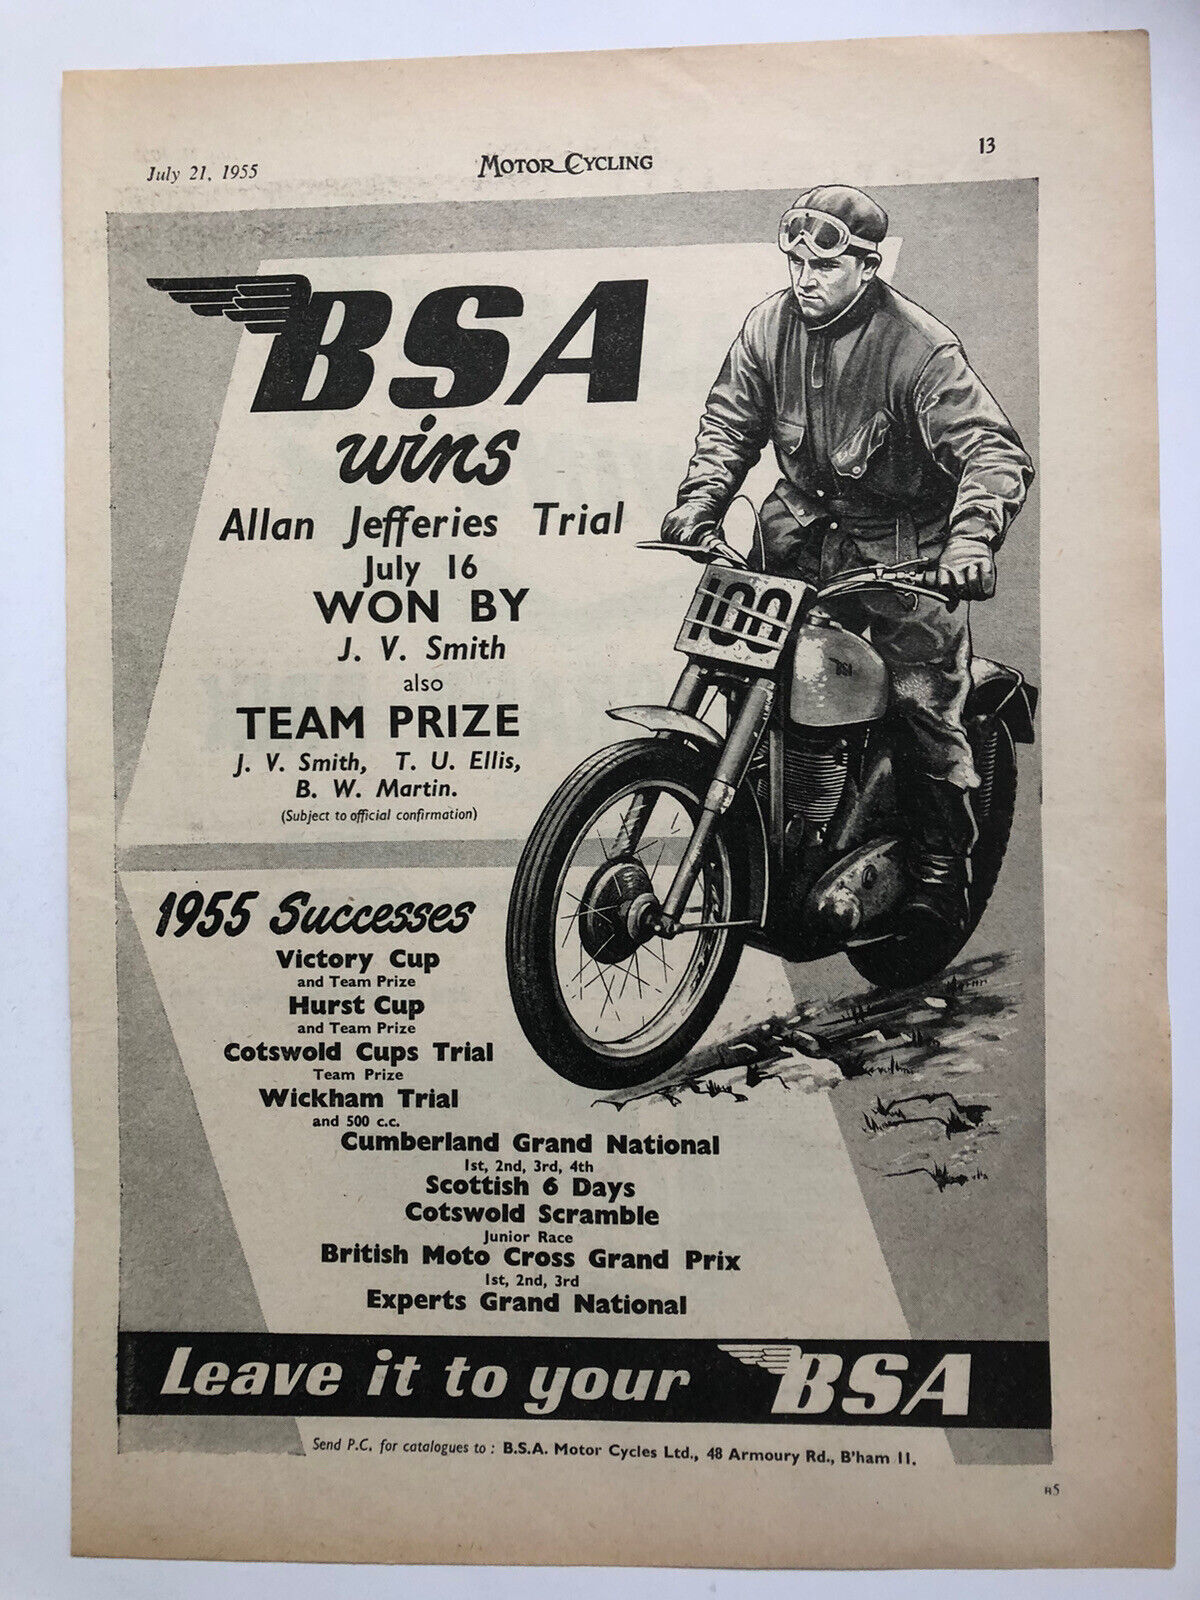 July 21, 1955
MOTOR CYCLING
13
BSA
wins
Allan Jefferies Trial
July 16
WON BY
J. V. Smith
also
TEAM PRIZE
J. V. Smith, T. U. Ellis,
B. W. Martin.
(Subject to official confirmation)
100
BSA
1955 Successes
Victory Cup
and Team Prize
Hurst Cup
and Team Prize
Cotswold Cups Trial
Team Prize
Wickham Trial
and 500 c.c.
Cumberland Grand National
1st, 2nd, 3rd, 4th
Scottish 6 Days
Cotswold Scramble
Junior Race
British Moto Cross Grand Prix
1st, 2nd, 3rd
Experts Grand National
Leave it to your BSA
Send P.C. for catalogues to : B.S.A. Motor Cycles Ltd., 48 Armoury Rd., B'ham 11.